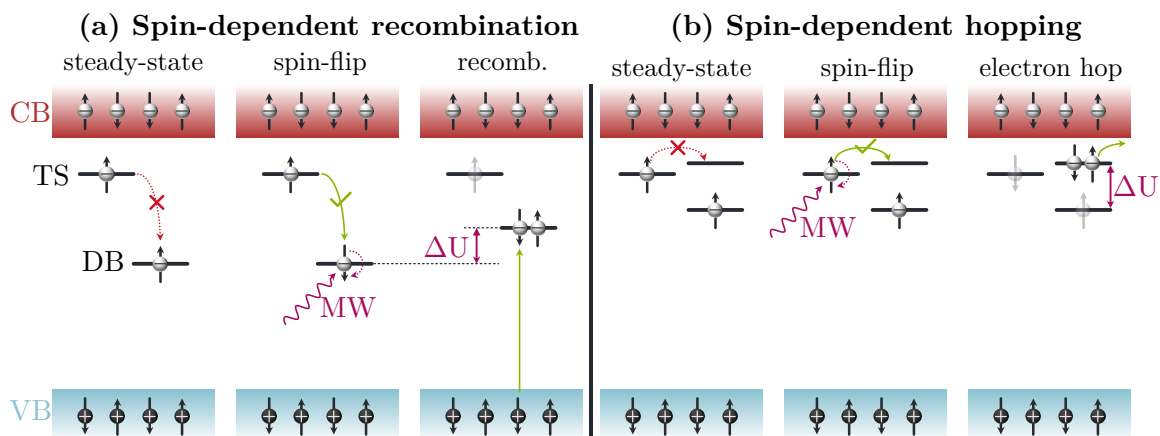 (a) Spin-dependent recombination
(b) Spin-dependent hopping
steady-state
spin-flip
recomb.
steady-state
spin-flip
electron hop
CB
TS
DB
VB
MW
ΔU
MW
ΔU